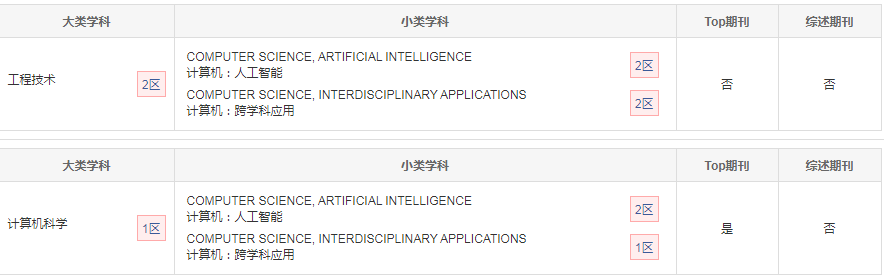 大类学科 小类学科 Top期刊 综述期刊
工程技术 2区
COMPUTER SCIENCE, ARTIFICIAL INTELLIGENCE
计算机：人工智能 2区
COMPUTER SCIENCE, INTERDISCIPLINARY APPLICATIONS
计算机：跨学科应用 2区
否 否
大类学科 小类学科 Top期刊 综述期刊
计算机科学 1区
COMPUTER SCIENCE, ARTIFICIAL INTELLIGENCE
计算机：人工智能 2区
COMPUTER SCIENCE, INTERDISCIPLINARY APPLICATIONS
计算机：跨学科应用 1区
是 否